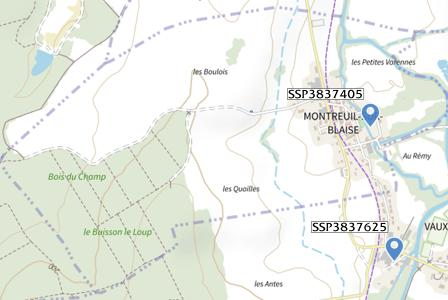 les Boulois
les Petites Varennes
SSP3837405
MONTREUIL-
BLAISE
Au Rémy
Bois du Champ
les Quailles
le Buisson le Loup
SSP3837625
VAUX
les Antes